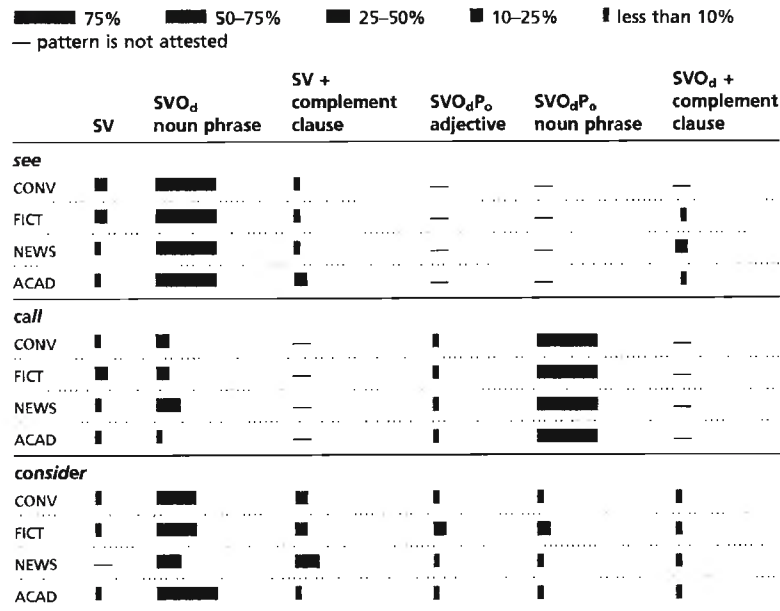 75% 50–75% 25–50% 10–25% less than 10%
— pattern is not attested
SV + SVOd +
SVOd complement SVOdPo SVOdPo complement
SV noun phrase clause adjective noun phrase clause
see
CONV — — —
FICT — —
NEWS — —
ACAD — —
call
CONV — —
FICT — —
NEWS — —
ACAD — —
consider
CONV
FICT
NEWS —
ACAD